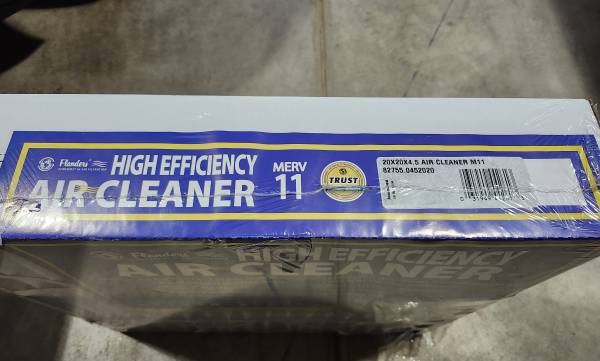 Flanders
HIGH EFFICIENCY
AIR CLEANER
MERV
11
TRUST
20X20X4.5 AIR CLEANER M11
82755.0452020
Flanders
HIGH EFFICIENCY
AIR CLEANER